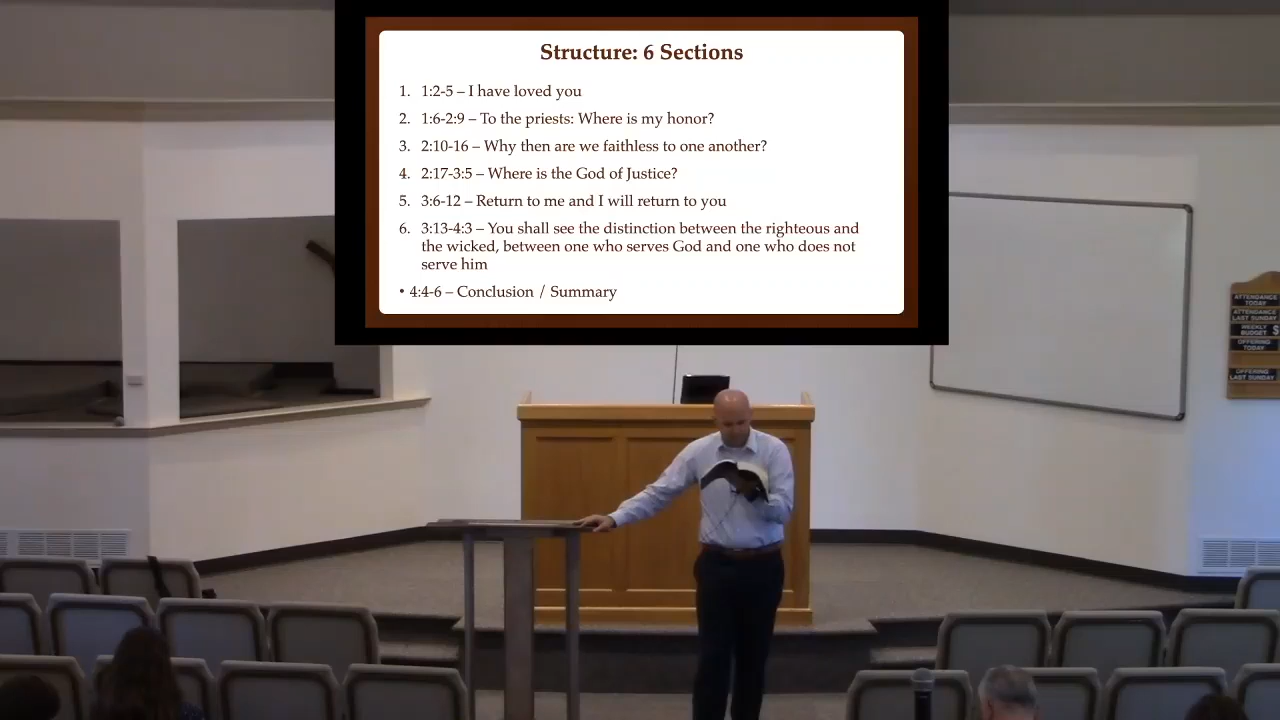 Structure: 6 Sections
1. 1:2-5 – I have loved you
2. 1:6-2:9 – To the priests: Where is my honor?
3. 2:10-16 – Why then are we faithless to one another?
4. 2:17-3:5 – Where is the God of Justice?
5. 3:6-12 – Return to me and I will return to you
6. 3:13-4:3 – You shall see the distinction between the righteous and
the wicked, between one who serves God and one who does not
serve him
• 4:4-6 – Conclusion / Summary
ATTENDANCE
TODAY
ATTENDANCE
LAST SUNDAY
WEEKLY
BUDGET $
OFFERING
TODAY
OFFERING
LAST SUNDAY